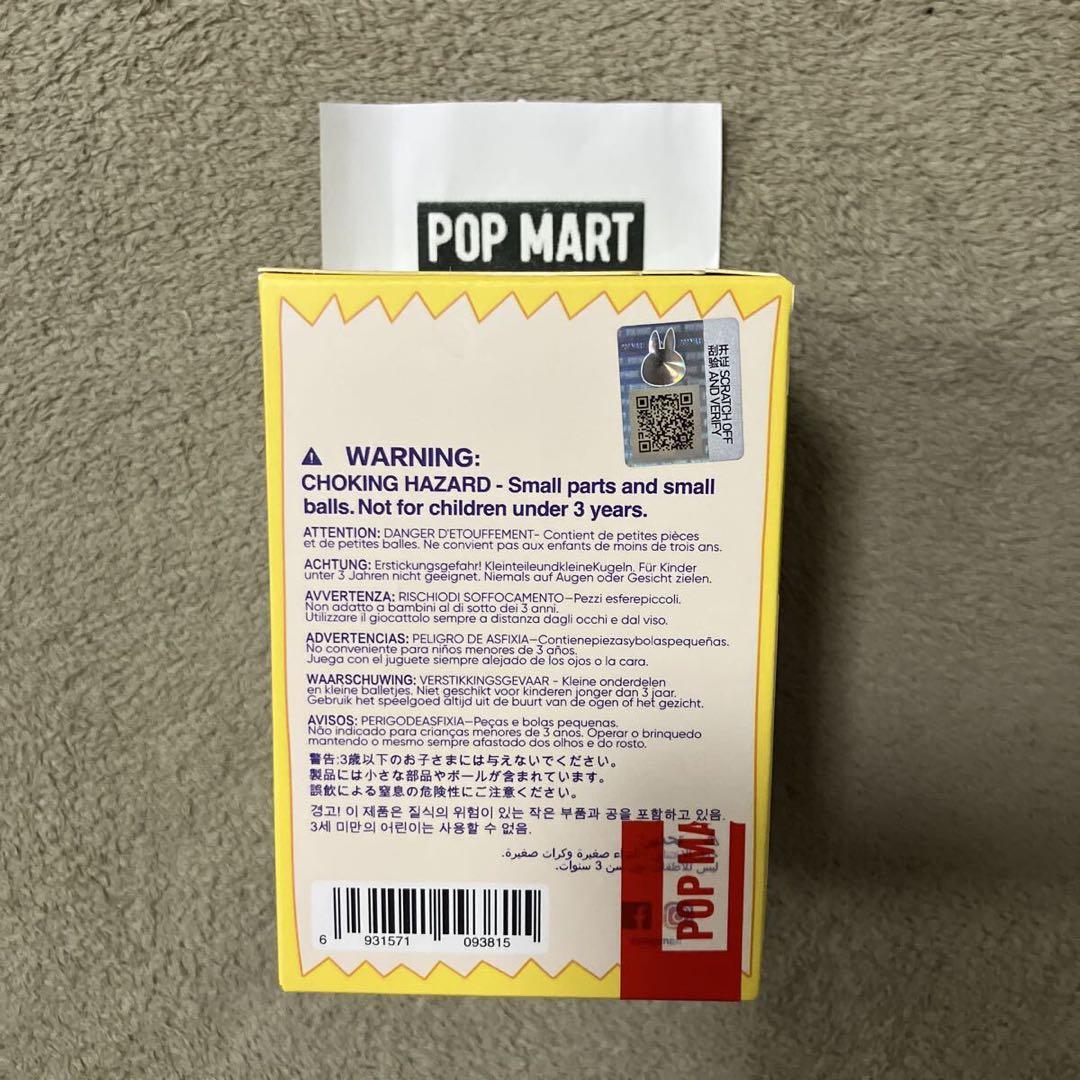 POP MART
POP MART
开启 SCRATCH OFF
AND VERIFY
WARNING:
CHOKING HAZARD - Small parts and small
balls. Not for children under 3 years.
ATTENTION: DANGER D'ETOUFFEMENT- Contient de petites pièces
et de petites balles. Ne convient pas aux enfants de moins de trois ans.
ACHTUNG: Erstickungsgefahr! KleinteileundkleineKugeln. Für Kinder
unter 3 Jahren nicht geeignet. Niemals auf Augen oder Gesicht zielen.
AVVERTENZA: RISCHIODI SOFFOCAMENTO—Pezzi esferepiccoli.
Non adatto a bambini al di sotto dei 3 anni.
Utilizzare il giocattolo sempre a distanza dagli occhi e dal viso.
ADVERTENCIAS: PELIGRO DE ASFIXIA—Contienepiezasybolaspequeñas.
No conveniente para niños menores de 3 años.
Juega con el juguete siempre alejado de los ojos o la cara.
WAARSCHUWING: VERSTIKKINGSGEVAAR - Kleine onderdelen
en kleine balletjes. Niet geschikt voor kinderen jonger dan 3 jaar.
Gebruik het speelgoed altijd uit de buurt van de ogen of het gezicht.
AVISOS: PERIGODEASFIXIA—Peças e bolas pequenas.
Não indicado para crianças menores de 3 anos. Operar o brinquedo
mantendo o mesmo sempre afastado dos olhos e do rosto.
警告:3歳以下のお子さまには与えないでください。
製品には小さな部品やボールが含まれています。
誤飲による窒息の危険性にご注意ください。
경고! 이 제품은 질식의 위험이 있는 작은 부품과 공을 포함하고 있음.
3세 미만의 어린이는 사용할 수 없음.
صغيرة وكرات صغيرة.
ليس 3 سنوات.
POP MA
6 931571 093815